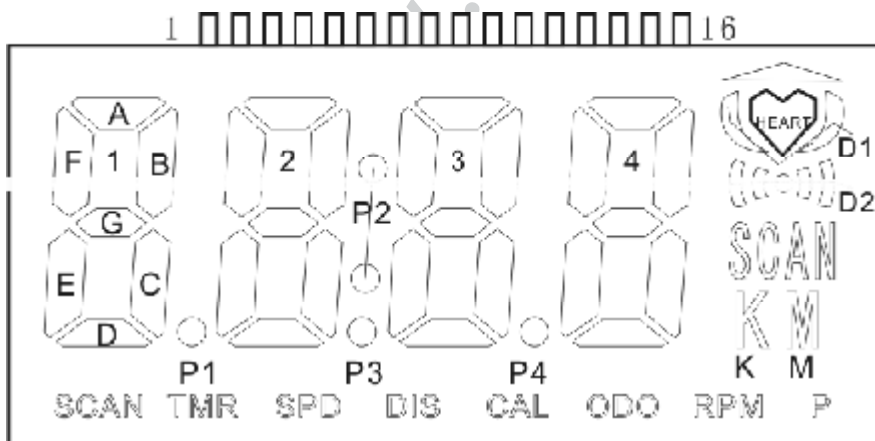 1 16
A
F 1 B 2 3 4 HEART D1
G P2 D2
E C SCAN
D K M
P1 P3 P4 K M
SCAN TMR SPD DIS CAL ODO RPM P